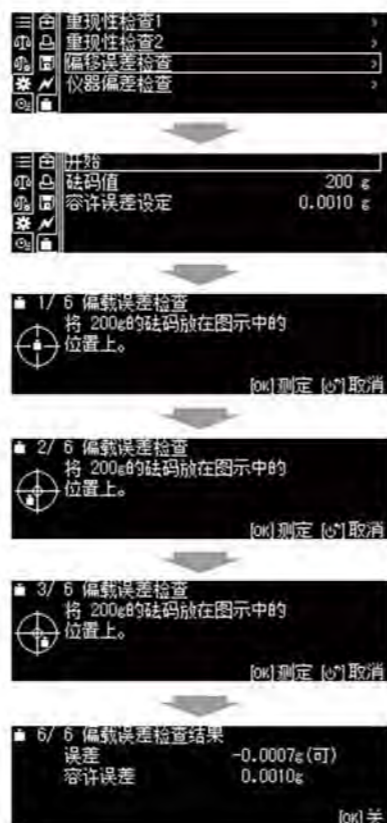 重现性检查1
重现性检查2
偏移误差检查
仪器偏差检查
开始
砝码值 200 g
容许误差设定 0.0010 g
1/ 6 偏载误差检查
将 200g的砝码放在图示中的
位置上。
[OK]测定 [⏻]取消
2/ 6 偏载误差检查
将 200g的砝码放在图示中的
位置上。
[OK]测定 [⏻]取消
3/ 6 偏载误差检查
将 200g的砝码放在图示中的
位置上。
[OK]测定 [⏻]取消
6/ 6 偏载误差检查结果
误差 -0.0007g(可)
容许误差 0.0010g
[OK]关